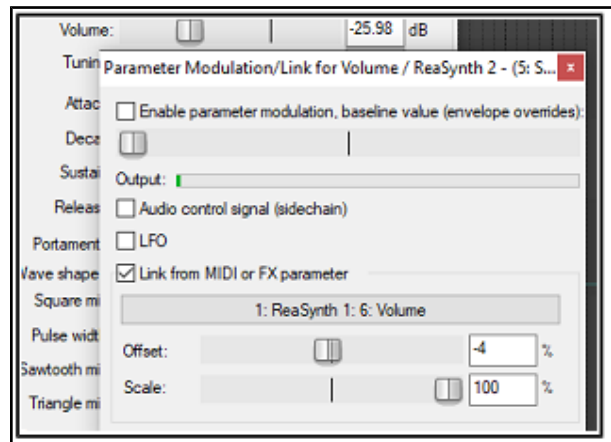 Volume: -25.98 dB
Tunin
Parameter Modulation/Link for Volume / ReaSynth 2 - (5: S... x
Attac
Enable parameter modulation, baseline value (envelope overrides):
Deca
Sustai
Output:
Releas
Audio control signal (sidechain)
Portament
LFO
Wave shape
Link from MIDI or FX parameter
Square mi
1: ReaSynth 1: 6: Volume
Pulse widt
Offset: -4 %
Sawtooth mi
Scale: 100 %
Triangle mi